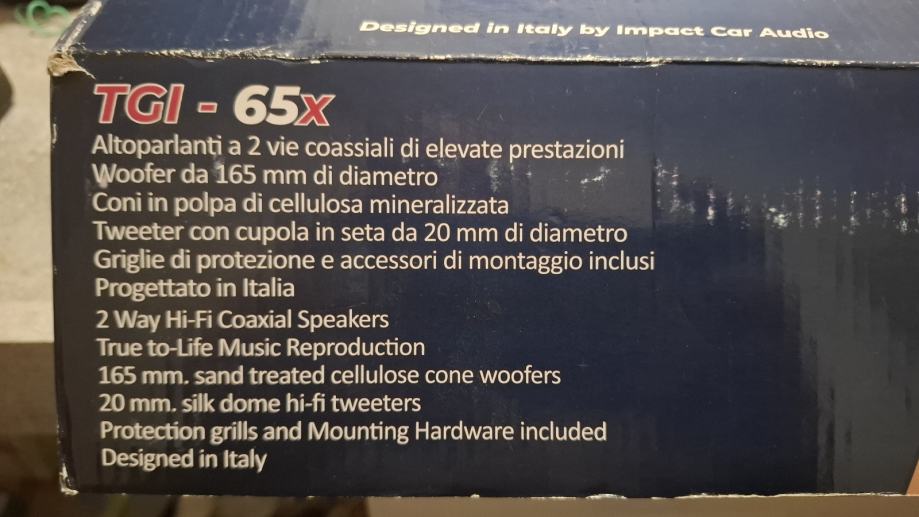 Designed in Italy by Impact Car Audio
TGI - 65x
Altoparlanti a 2 vie coassiali di elevate prestazioni
Woofer da 165 mm di diametro
Coni in polpa di cellulosa mineralizzata
Tweeter con cupola in seta da 20 mm di diametro
Griglie di protezione e accessori di montaggio inclusi
Progettato in Italia
2 Way Hi-Fi Coaxial Speakers
True to-Life Music Reproduction
165 mm. sand treated cellulose cone woofers
20 mm. silk dome hi-fi tweeters
Protection grills and Mounting Hardware included
Designed in Italy